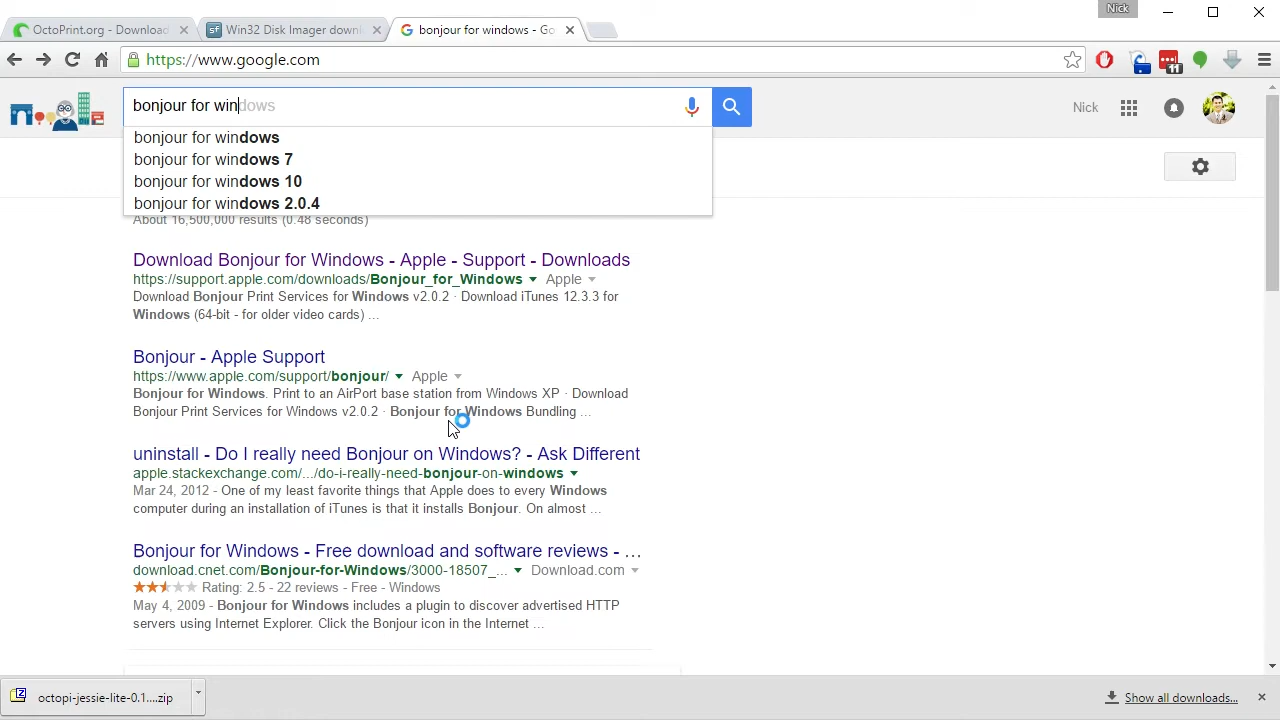 Nick
OctoPrint.org - Download
Win32 Disk Imager downl
bonjour for windows - Go
https://www.google.com
11
bonjour for windows
Nick
bonjour for windows
bonjour for windows 7
bonjour for windows 10
bonjour for windows 2.0.4
About 16,500,000 results (0.48 seconds)
Download Bonjour for Windows - Apple - Support - Downloads
https://support.apple.com/downloads/Bonjour_for_Windows Apple
Download Bonjour Print Services for Windows v2.0.2 · Download iTunes 12.3.3 for
Windows (64-bit - for older video cards) ...
Bonjour - Apple Support
https://www.apple.com/support/bonjour/ Apple
Bonjour for Windows. Print to an AirPort base station from Windows XP · Download
Bonjour Print Services for Windows v2.0.2 · Bonjour for Windows Bundling ...
uninstall - Do I really need Bonjour on Windows? - Ask Different
apple.stackexchange.com/.../do-i-really-need-bonjour-on-windows
Mar 24, 2012 - One of my least favorite things that Apple does to every Windows
computer during an installation of iTunes is that it installs Bonjour. On almost ...
Bonjour for Windows - Free download and software reviews - ...
download.cnet.com/Bonjour-for-Windows/3000-18507_... Download.com
Rating: 2.5 - 22 reviews - Free - Windows
May 4, 2009 - Bonjour for Windows includes a plugin to discover advertised HTTP
servers using Internet Explorer. Click the Bonjour icon in the Internet ...
octopi-jessie-lite-0.1....zip
Show all downloads...